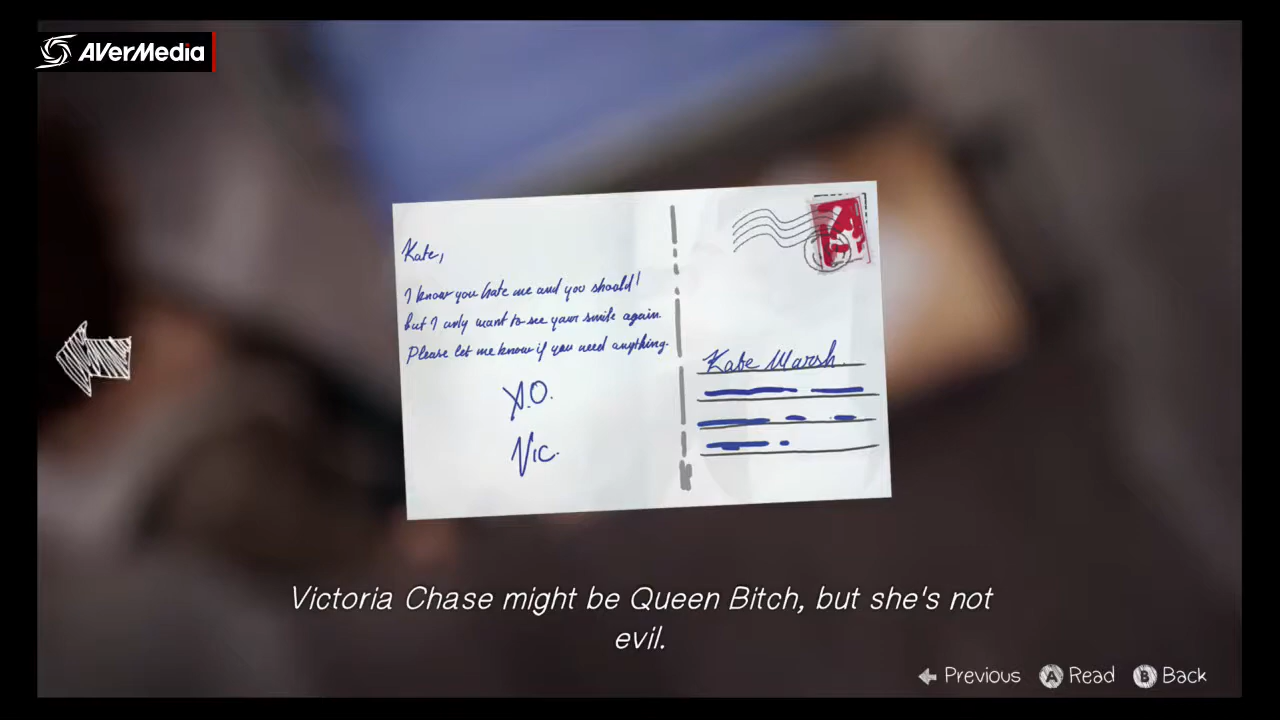 AVerMedia
Kate,
I know you hate me and you should!
but I only want to see your smile again.
Please let me know if you need anything.
X.O.
Vic.
Kate Marsh
Victoria Chase might be Queen Bitch, but she's not
evil.
Previous A Read B Back